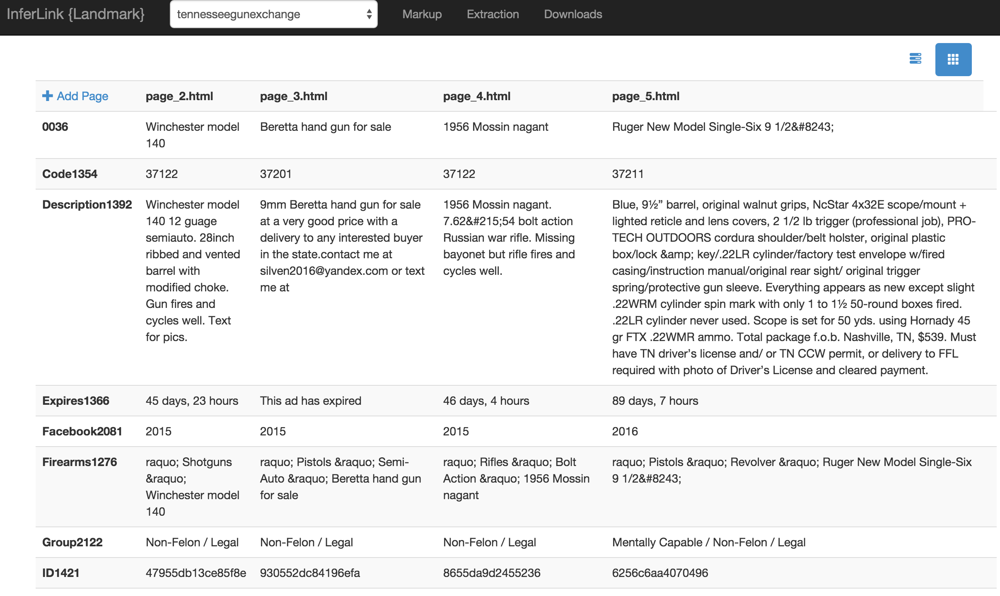 InferLink {Landmark} tennesseegunexchange Markup Extraction Downloads
Add Page page_2.html page_3.html page_4.html page_5.html
0036 Winchester model Beretta hand gun for sale 1956 Mossin nagant Ruger New Model Single-Six 9 1/2&#8243;
140
Code1354 37122 37201 37122 37211
Description1392 Winchester model 9mm Beretta hand gun for sale 1956 Mossin nagant. Blue, 9½” barrel, original walnut grips, NcStar 4x32E scope/mount +
140 12 guage at a very good price with a 7.62&#215;54 bolt action lighted reticle and lens covers, 2 1/2 lb trigger (professional job), PRO-
semiauto. 28inch delivery to any interested buyer Russian war rifle. Missing TECH OUTDOORS cordura shoulder/belt holster, original plastic
ribbed and vented in the state.contact me at bayonet but rifle fires and box/lock &amp; key/.22LR cylinder/factory test envelope w/fired
barrel with silven2016@yandex.com or text cycles well. casing/instruction manual/original rear sight/ original trigger
modified choke. me at spring/protective gun sleeve. Everything appears as new except slight
Gun fires and .22WRM cylinder spin mark with only 1 to 1½ 50-round boxes fired.
cycles well. Text .22LR cylinder never used. Scope is set for 50 yds. using Hornady 45
for pics. gr FTX .22WMR ammo. Total package f.o.b. Nashville, TN, $539. Must
have TN driver’s license and/ or TN CCW permit, or delivery to FFL
required with photo of Driver’s License and cleared payment.
Expires1366 45 days, 23 hours This ad has expired 46 days, 4 hours 89 days, 7 hours
Facebook2081 2015 2015 2015 2016
Firearms1276 raquo; Shotguns raquo; Pistols &raquo; Semi- raquo; Rifles &raquo; Bolt raquo; Pistols &raquo; Revolver &raquo; Ruger New Model Single-Six
&raquo; Auto &raquo; Beretta hand gun Action &raquo; 1956 Mossin 9 1/2&#8243;
Winchester model for sale nagant
140
Group2122 Non-Felon / Legal Non-Felon / Legal Non-Felon / Legal Mentally Capable / Non-Felon / Legal
ID1421 47955db13ce85f8e 930552dc84196efa 8655da9d2455236 6256c6aa4070496